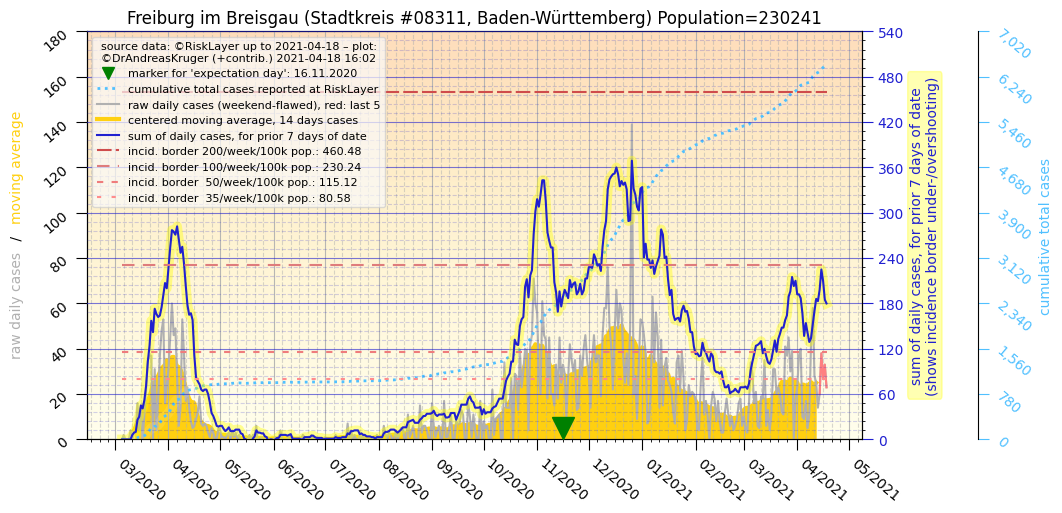 Freiburg im Breisgau (Stadtkreis #08311, Baden-Württemberg) Population=230241
source data: ©RiskLayer up to 2021-04-18 – plot:
©DrAndreasKruger (+contrib.) 2021-04-18 16:02
marker for 'expectation day': 16.11.2020
cumulative total cases reported at RiskLayer
raw daily cases (weekend-flawed), red: last 5
centered moving average, 14 days cases
sum of daily cases, for prior 7 days of date
incid. border 200/week/100k pop.: 460.48
incid. border 100/week/100k pop.: 230.24
incid. border  50/week/100k pop.: 115.12
incid. border  35/week/100k pop.: 80.58
raw daily cases  /  moving average
180
160
140
120
100
80
60
40
20
0
03/2020
04/2020
05/2020
06/2020
07/2020
08/2020
09/2020
10/2020
11/2020
12/2020
01/2021
02/2021
03/2021
04/2021
05/2021
540
480
420
360
300
240
180
120
60
0
sum of daily cases, for prior 7 days of date
(shows incidence border under-/overshooting)
7,020
6,240
5,460
4,680
3,900
3,120
2,340
1,560
780
0
cumulative total cases